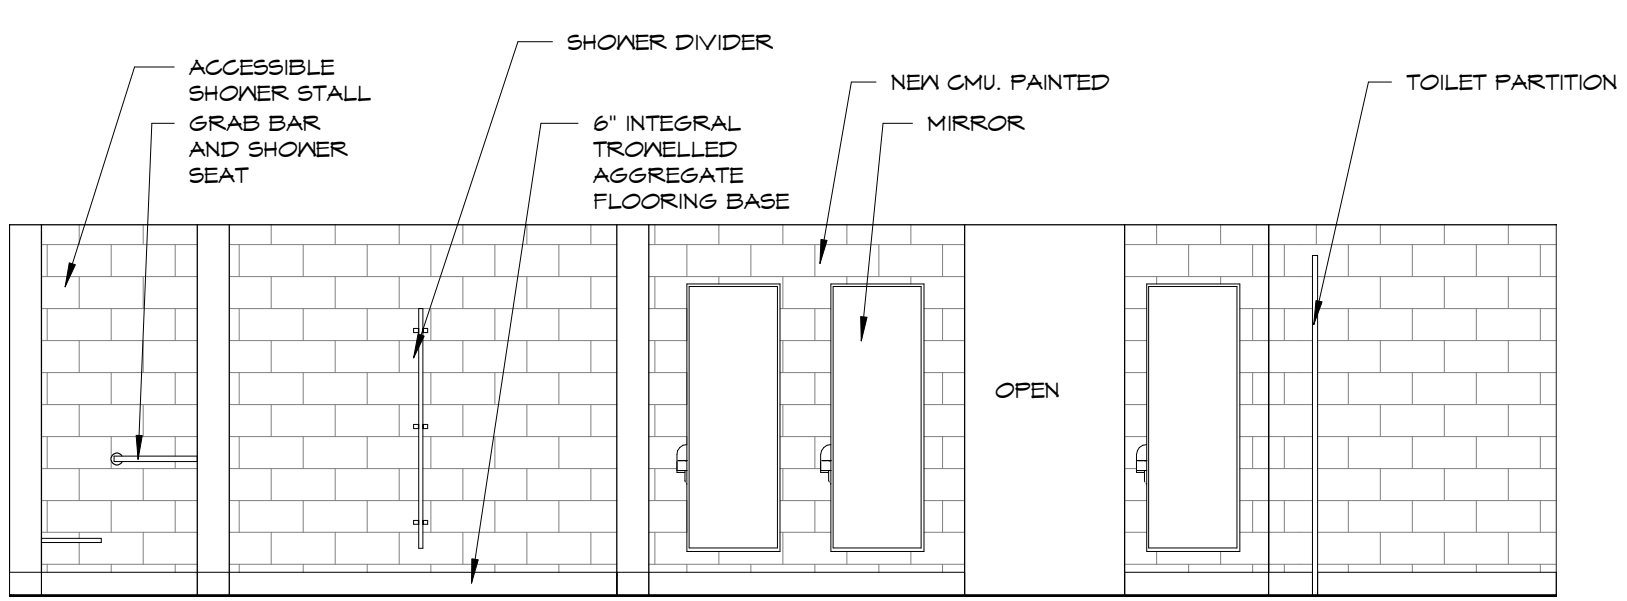 SHOWER DIVIDER
ACCESSIBLE
SHOWER STALL
GRAB BAR
AND SHOWER
SEAT
6" INTEGRAL
TROWELLED
AGGREGATE
FLOORING BASE
NEW CMU. PAINTED
MIRROR
TOILET PARTITION
OPEN